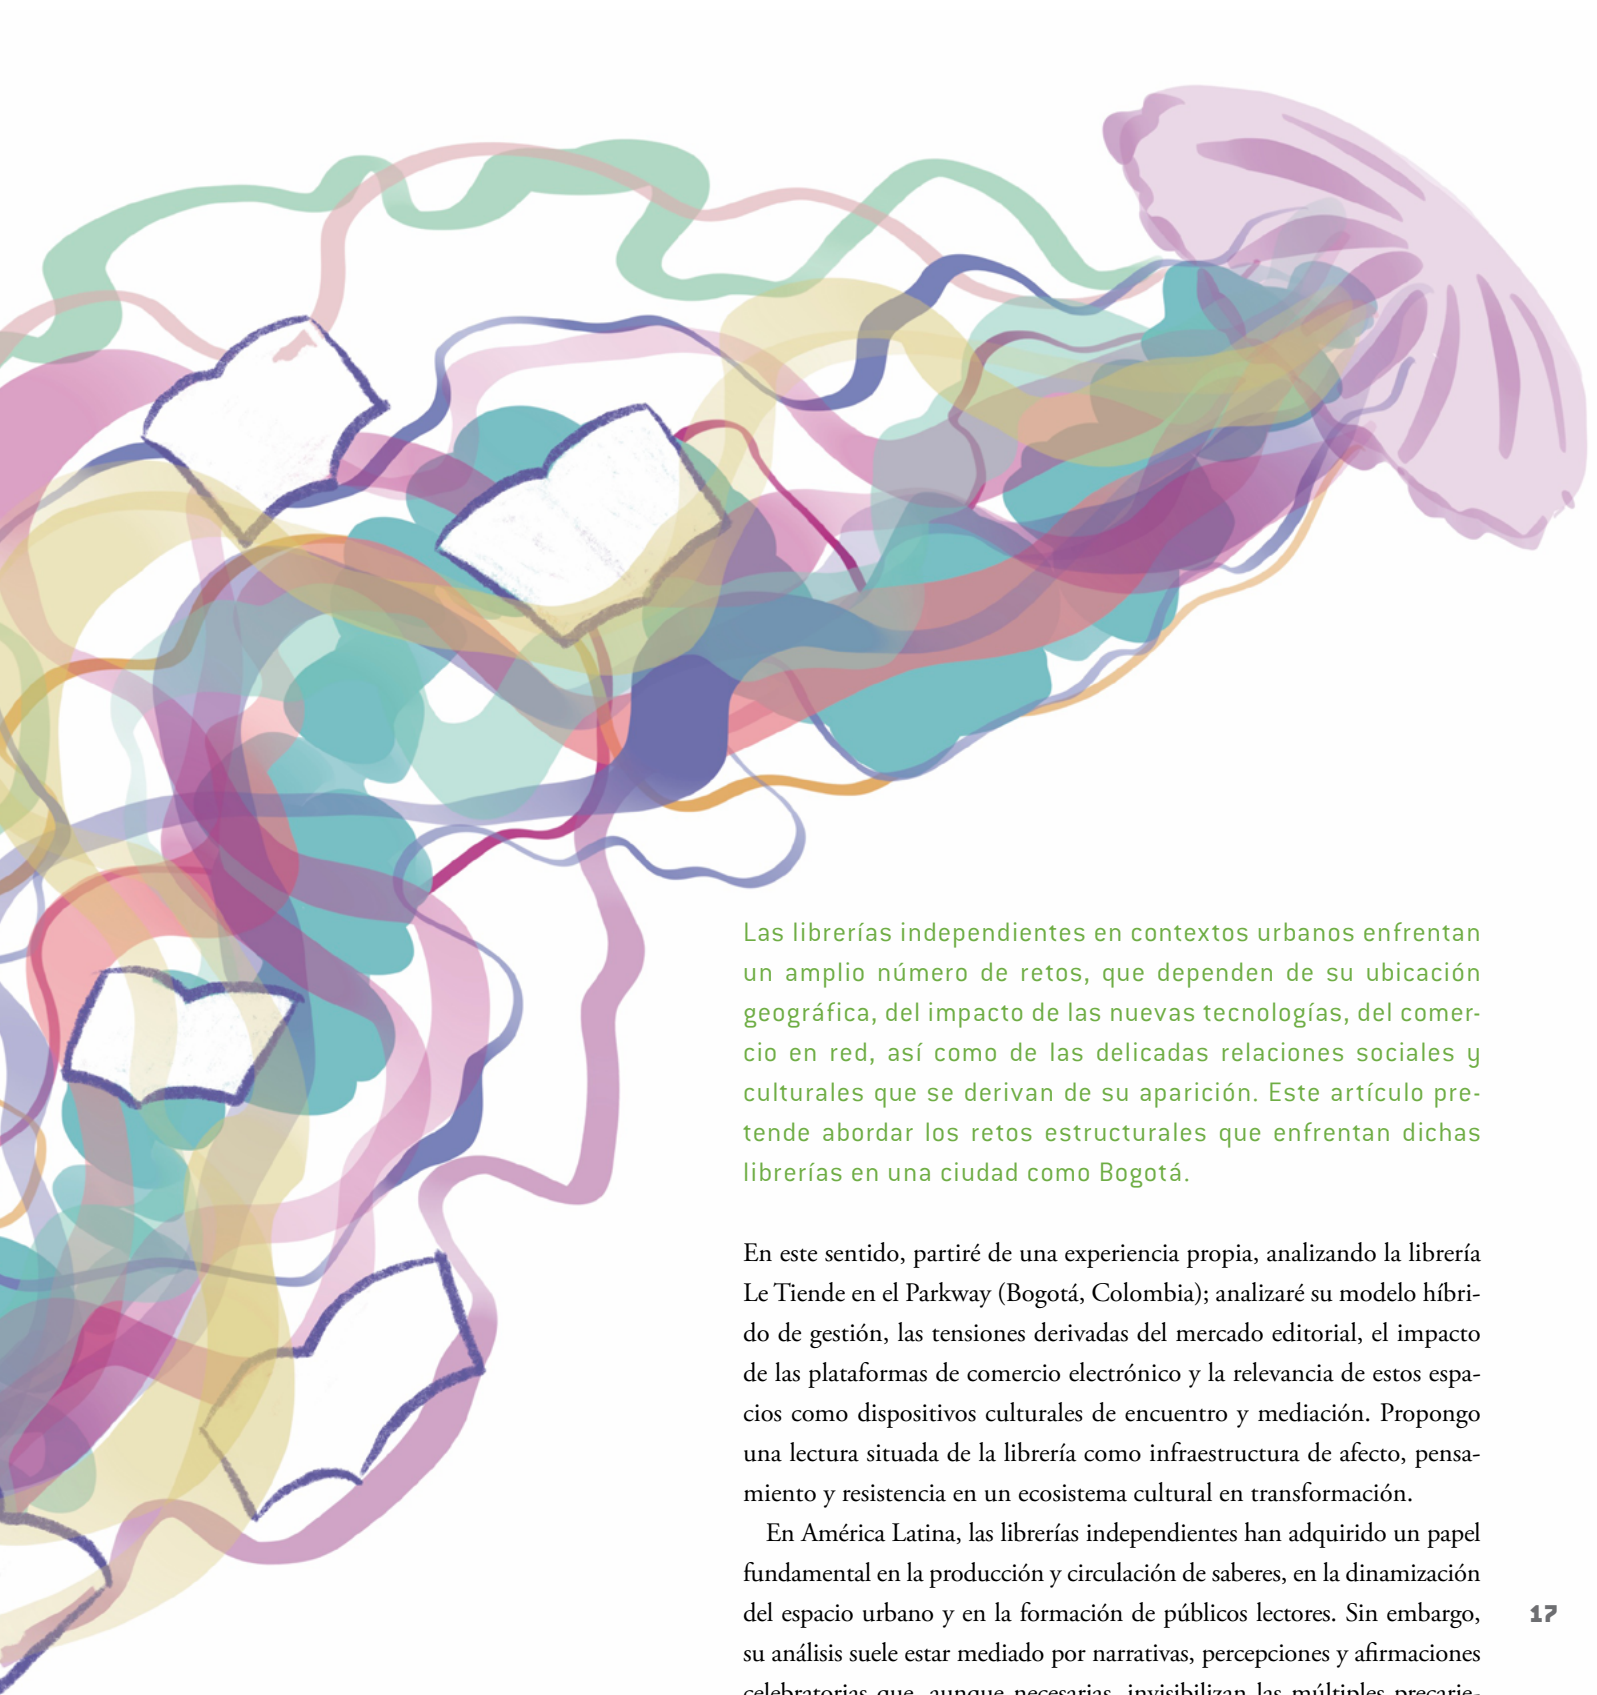 Las librerías independientes en contextos urbanos enfrentan
un amplio número de retos, que dependen de su ubicación
geográfica, del impacto de las nuevas tecnologías, del comer-
cio en red, así como de las delicadas relaciones sociales y
culturales que se derivan de su aparición. Este artículo pre-
tende abordar los retos estructurales que enfrentan dichas
librerías en una ciudad como Bogotá.
En este sentido, partiré de una experiencia propia, analizando la librería
Le Tiende en el Parkway (Bogotá, Colombia); analizaré su modelo híbri-
do de gestión, las tensiones derivadas del mercado editorial, el impacto
de las plataformas de comercio electrónico y la relevancia de estos espa-
cios como dispositivos culturales de encuentro y mediación. Propongo
una lectura situada de la librería como infraestructura de afecto, pensa-
miento y resistencia en un ecosistema cultural en transformación.
En América Latina, las librerías independientes han adquirido un papel
fundamental en la producción y circulación de saberes, en la dinamización
del espacio urbano y en la formación de públicos lectores. Sin embargo,
su análisis suele estar mediado por narrativas, percepciones y afirmaciones
celebratorias que, aunque necesarias, invisibilizan las múltiples precarie-
17